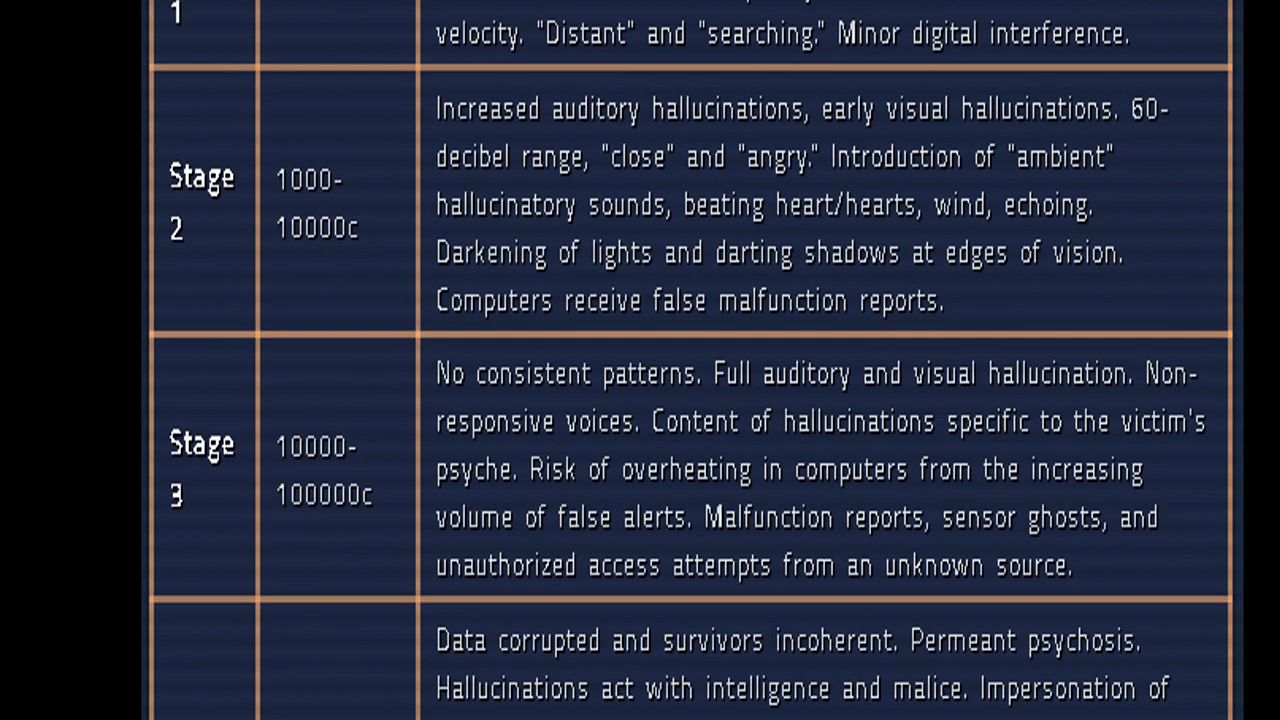 1
velocity. "Distant" and "searching." Minor digital interference.
Stage
2
1000-
10000c
Increased auditory hallucinations, early visual hallucinations. 60-
decibel range, "close" and "angry." Introduction of "ambient"
hallucinatory sounds, beating heart/hearts, wind, echoing.
Darkening of lights and darting shadows at edges of vision.
Computers receive false malfunction reports.
Stage
3
10000-
100000c
No consistent patterns. Full auditory and visual hallucination. Non-
responsive voices. Content of hallucinations specific to the victim's
psyche. Risk of overheating in computers from the increasing
volume of false alerts. Malfunction reports, sensor ghosts, and
unauthorized access attempts from an unknown source.
Data corrupted and survivors incoherent. Permeant psychosis.
Hallucinations act with intelligence and malice. Impersonation of